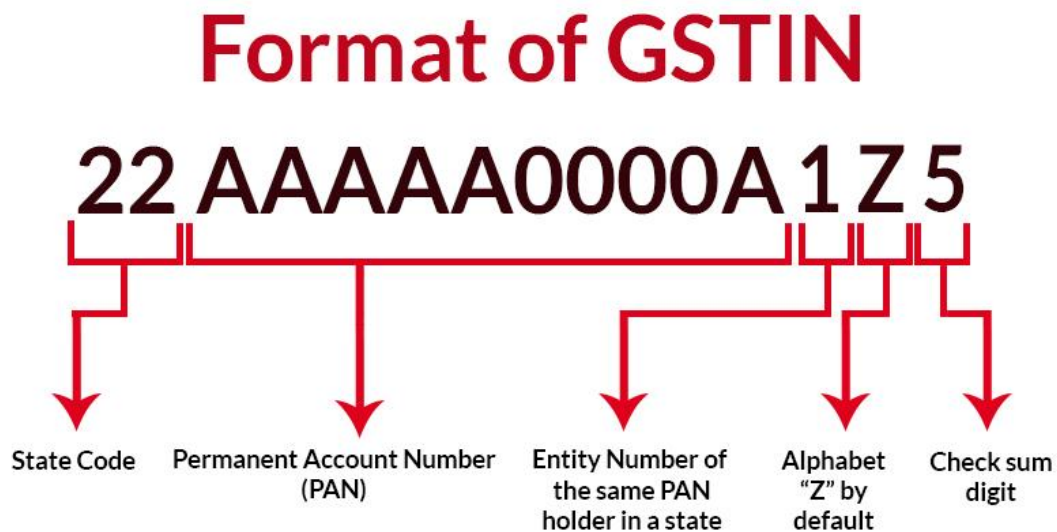 Format of GSTIN
22 AAAAA0000A 1 Z 5
State Code
Permanent Account Number
(PAN)
Entity Number of
the same PAN
holder in a state
Alphabet
“Z” by
default
Check sum
digit